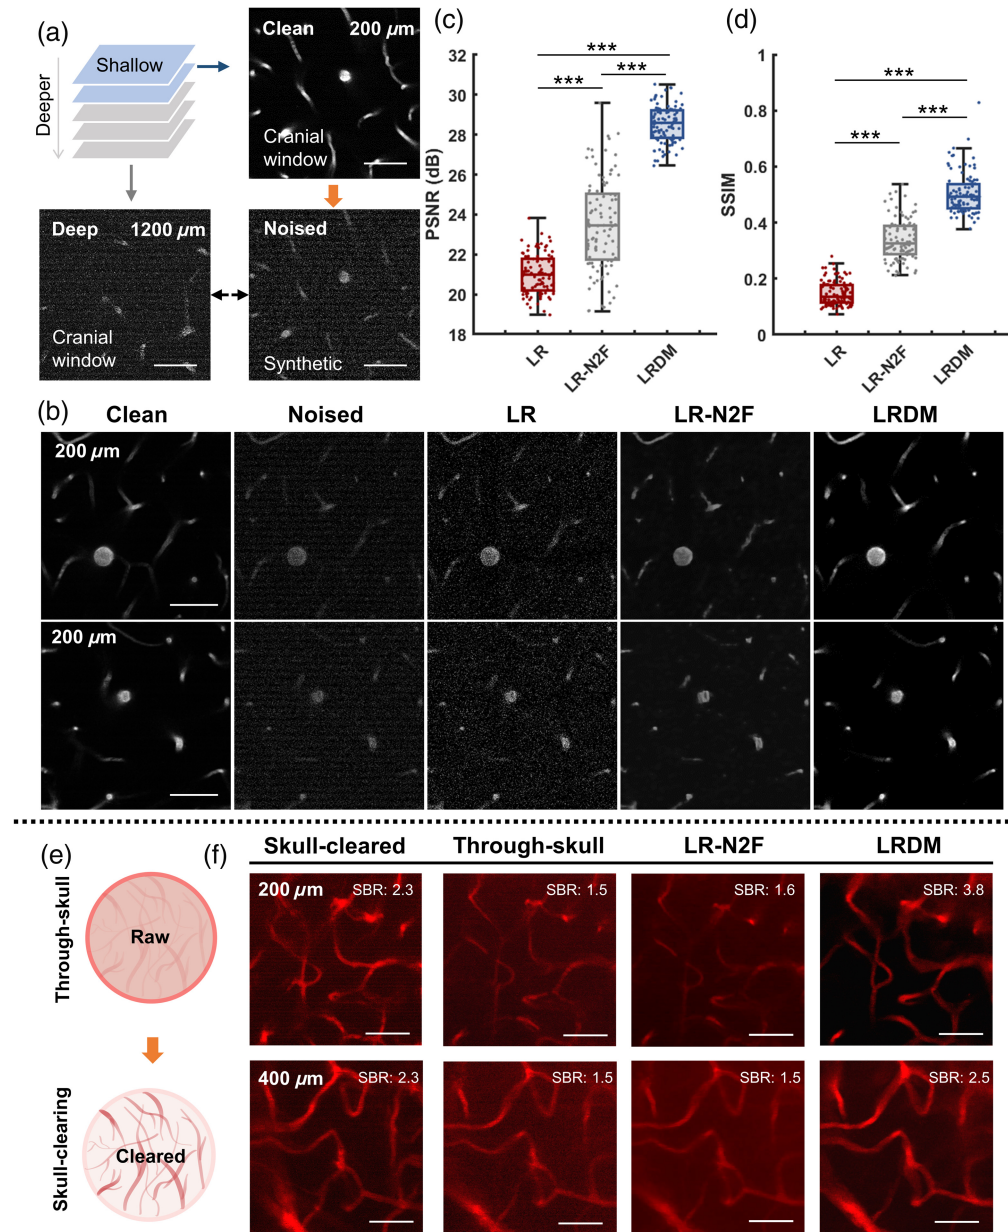 (a)
Deeper
Shallow
Clean 200 µm
Cranial
window
Deep 1200 µm
Cranial
window
Noised
Synthetic
(c)
PSNR (dB)
32
30
28
26
24
22
20
18
***
***
***
LR
LR-N2F
LRDM
(d)
SSIM
1
0.8
0.6
0.4
0.2
0
***
***
***
LR
LR-N2F
LRDM
(b)
Clean Noised LR LR-N2F LRDM
200 µm
200 µm
(e)
Through-skull
Raw
Skull-clearing
Cleared
(f)
Skull-cleared Through-skull LR-N2F LRDM
200 µm SBR: 2.3 SBR: 1.5 SBR: 1.6 SBR: 3.8
400 µm SBR: 2.3 SBR: 1.5 SBR: 1.5 SBR: 2.5